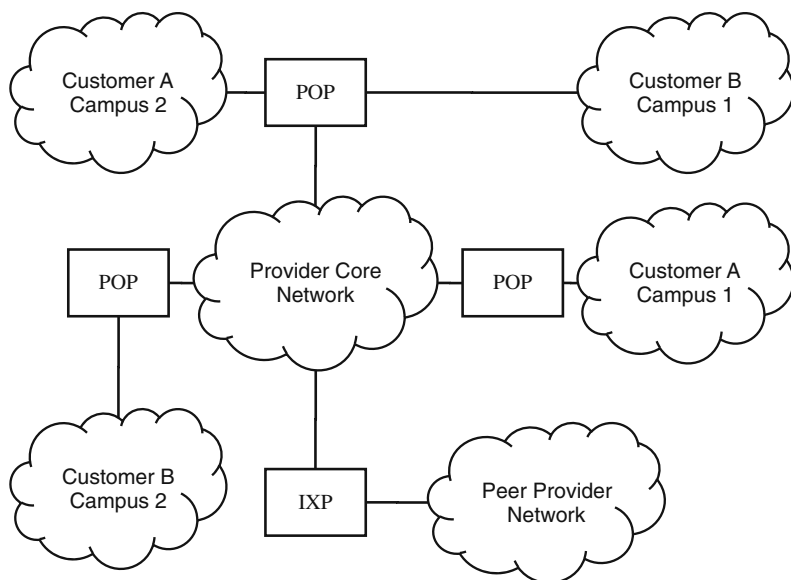 Customer A
Campus 2
POP
Customer B
Campus 1
POP
Provider Core
Network
POP
Customer A
Campus 1
Customer B
Campus 2
IXP
Peer Provider
Network